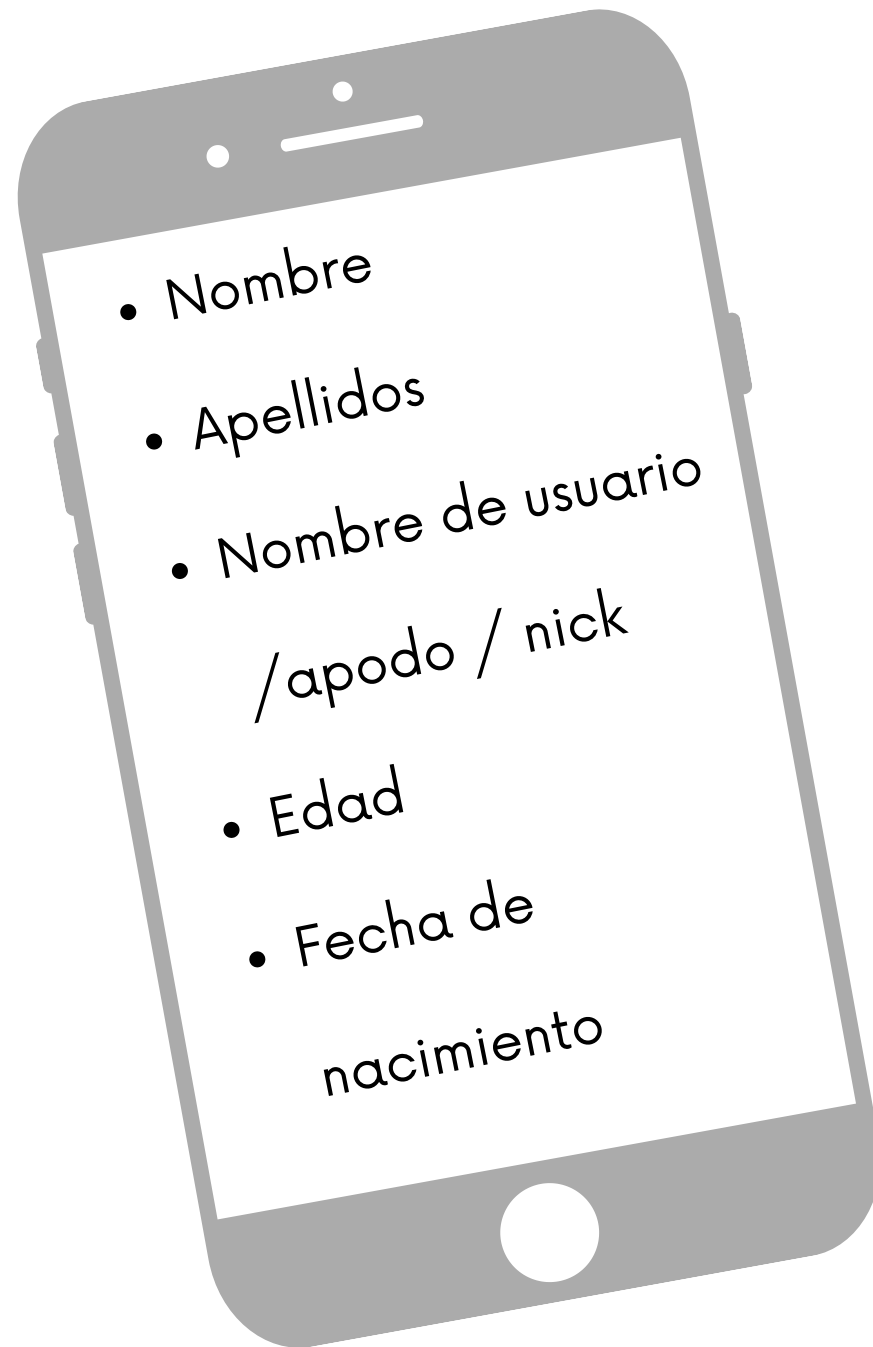 • Nombre
• Apellidos
• Nombre de usuario
/apodo / nick
• Edad
• Fecha de
nacimiento